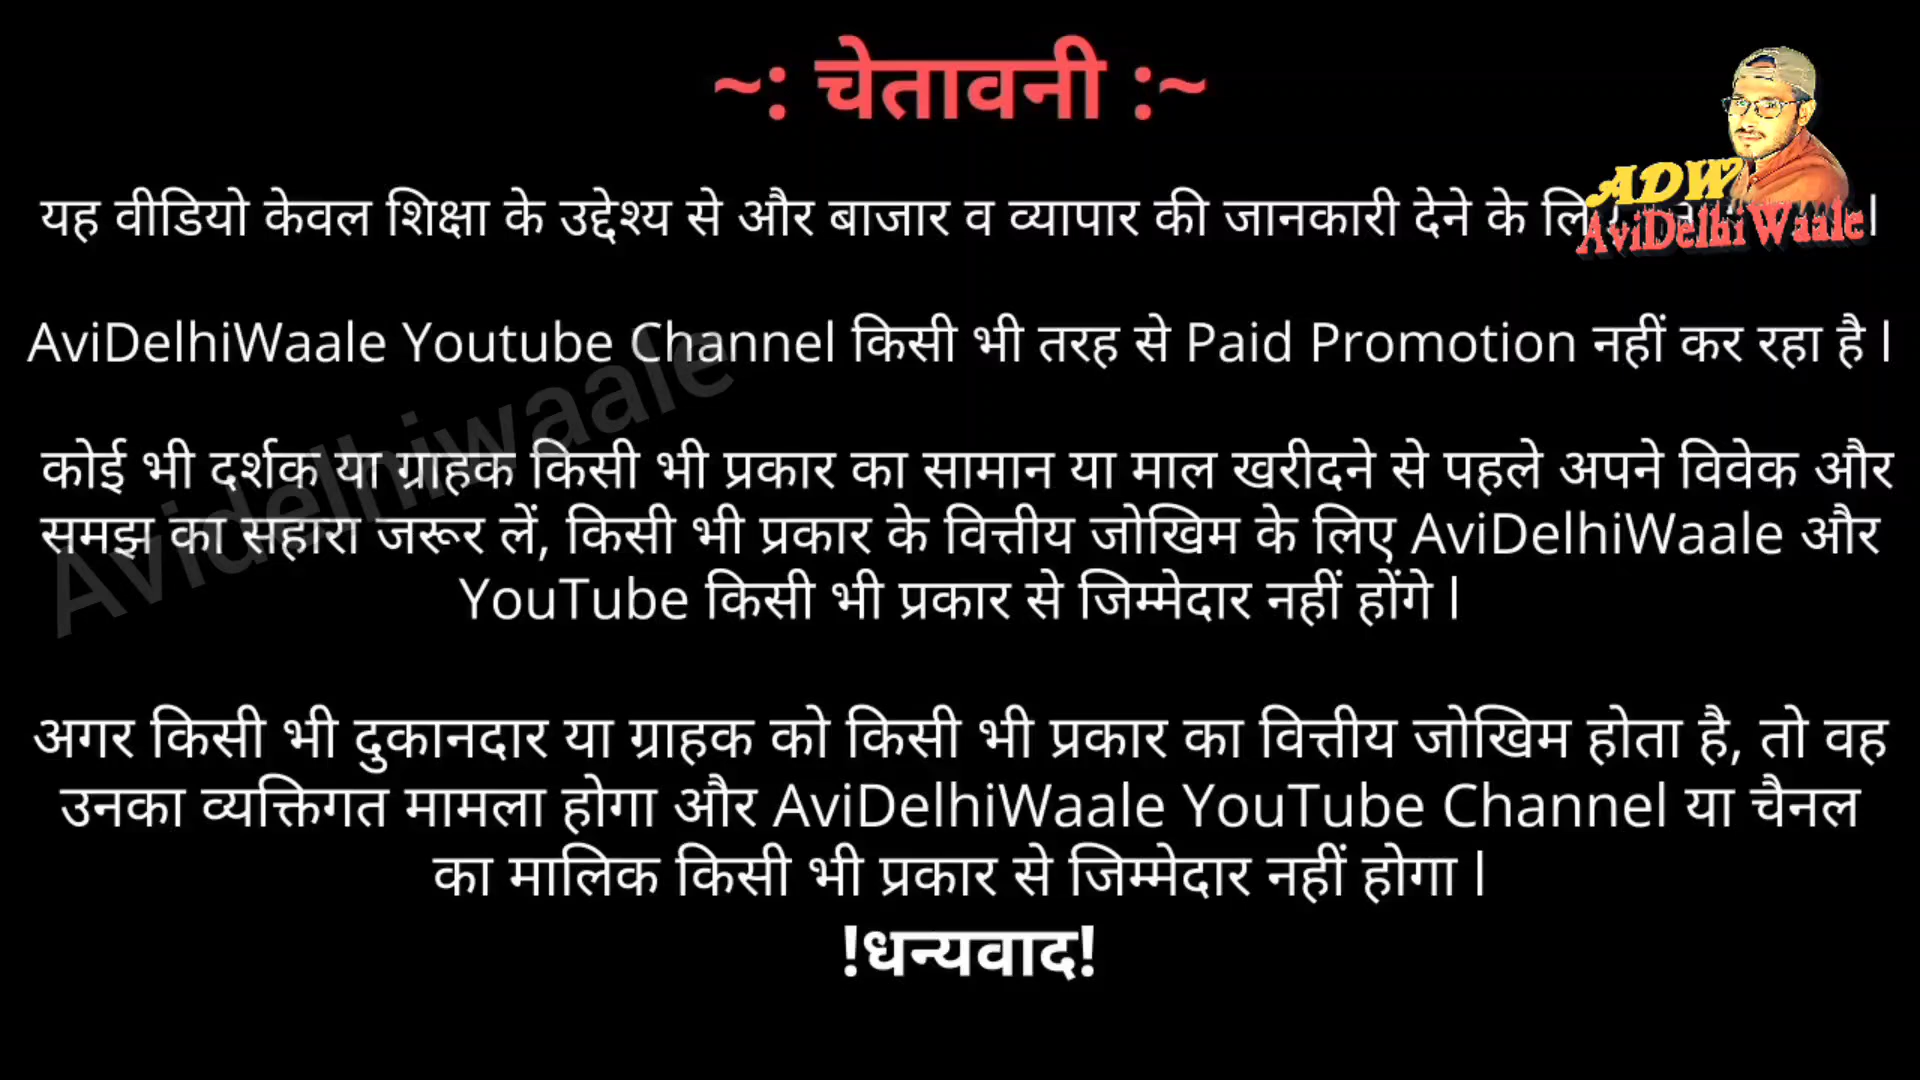 ~: चेतावनी :~
ADW
AviDelhiWaale
यह वीडियो केवल शिक्षा के उद्देश्य से और बाजार व व्यापार की जानकारी देने के
AviDelhiWaale Youtube Channel किसी भी तरह से Paid Promotion नहीं कर रहा है।
कोई भी दर्शक या ग्राहक किसी भी प्रकार का सामान या माल खरीदने से पहले अपने विवेक और
समझ का सहारा जरूर लें, किसी भी प्रकार के वित्तीय जोखिम के लिए AviDelhiWaale और
YouTube किसी भी प्रकार से जिम्मेदार नहीं होंगे।
Avidelhiwaale
अगर किसी भी दुकानदार या ग्राहक को किसी भी प्रकार का वित्तीय जोखिम होता है, तो वह
उनका व्यक्तिगत मामला होगा और AviDelhiWaale YouTube Channel या चैनल
का मालिक किसी भी प्रकार से जिम्मेदार नहीं होगा।
!धन्यवाद!